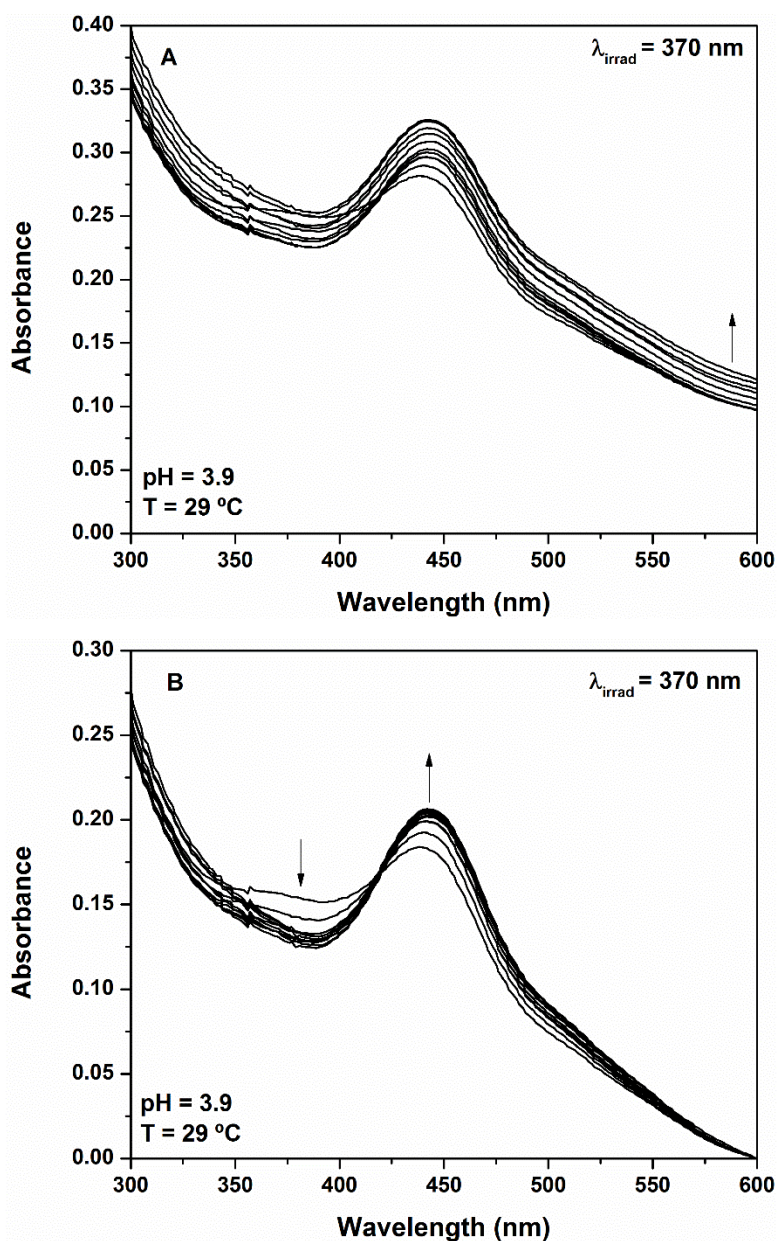 A
λirrad = 370 nm
0.40
0.35
0.30
0.25
0.20
0.15
0.10
0.05
0.00
Absorbance
pH = 3.9
T = 29 ºC
300 350 400 450 500 550 600
Wavelength (nm)
B
λirrad = 370 nm
0.30
0.25
0.20
0.15
0.10
0.05
0.00
Absorbance
pH = 3.9
T = 29 ºC
300 350 400 450 500 550 600
Wavelength (nm)